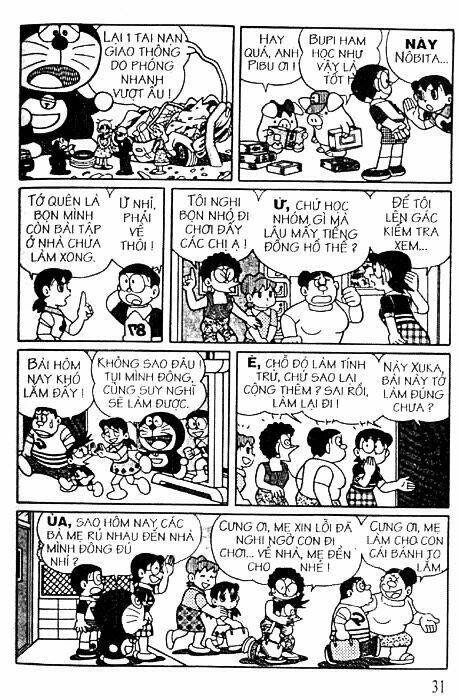 LẠI 1 TAI NẠN
GIAO THÔNG
DO PHÓNG
NHANH
VƯỢT ẨU !
HAY
QUÁ, ANH
PIBU ƠI !
BUPI HAM
HỌC NHƯ
VẬY LÀ
TỐT !
NÀY
NÔBITA...
TỚ QUÊN LÀ
BỌN MÌNH
CÒN BÀI TẬP
Ở NHÀ CHƯA
LÀM XONG.
Ừ NHỈ,
PHẢI
VỀ
THÔI !
TÔI NGHI
BỌN NHỎ ĐI
CHƠI ĐẤY
CÁC CHỊ Ạ !
Ừ, CHỨ HỌC
NHÓM GÌ MÀ
LÂU MẤY TIẾNG
ĐỒNG HỒ THẾ ?
ĐỂ TÔI
LÊN GÁC
KIỂM TRA
XEM...
BÀI HÔM
NAY KHÓ
LẮM ĐẤY !
KHÔNG SAO ĐÂU !
TỤI MÌNH ĐÔNG,
CÙNG SUY NGHĨ
SẼ LÀM ĐƯỢC.
Ê, CHỖ ĐÓ LÀM TÍNH
TRỪ, CHỨ SAO LẠI
CỘNG THÊM ? SAI RỒI,
LÀM LẠI ĐI !
NÀY XUKA,
BÀI NÀY TỚ
LÀM ĐÚNG
CHƯA ?
ỦA, SAO HÔM NAY CÁC
BÀ MẸ RỦ NHAU ĐẾN NHÀ
MÌNH ĐÔNG ĐỦ
NHỈ ?
CƯNG ƠI, MẸ XIN LỖI ĐÃ
NGHI NGỜ CON ĐI
CHƠI... VỀ NHÀ, MẸ ĐỀN
CHO NHÉ !
CƯNG ƠI, MẸ
LÀM CHO CON
CÁI BÁNH TO
LẮM.
31